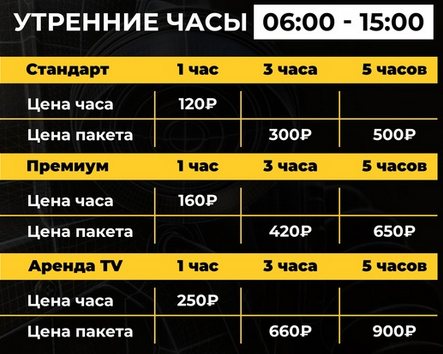 УТРЕННИЕ ЧАСЫ 06:00 - 15:00
Стандарт 1 час 3 часа 5 часов
Цена часа 120₽
Цена пакета 300₽ 500₽
Премиум 1 час 3 часа 5 часов
Цена часа 160₽
Цена пакета 420₽ 650₽
Аренда TV 1 час 3 часа 5 часов
Цена часа 250₽
Цена пакета 660₽ 900₽